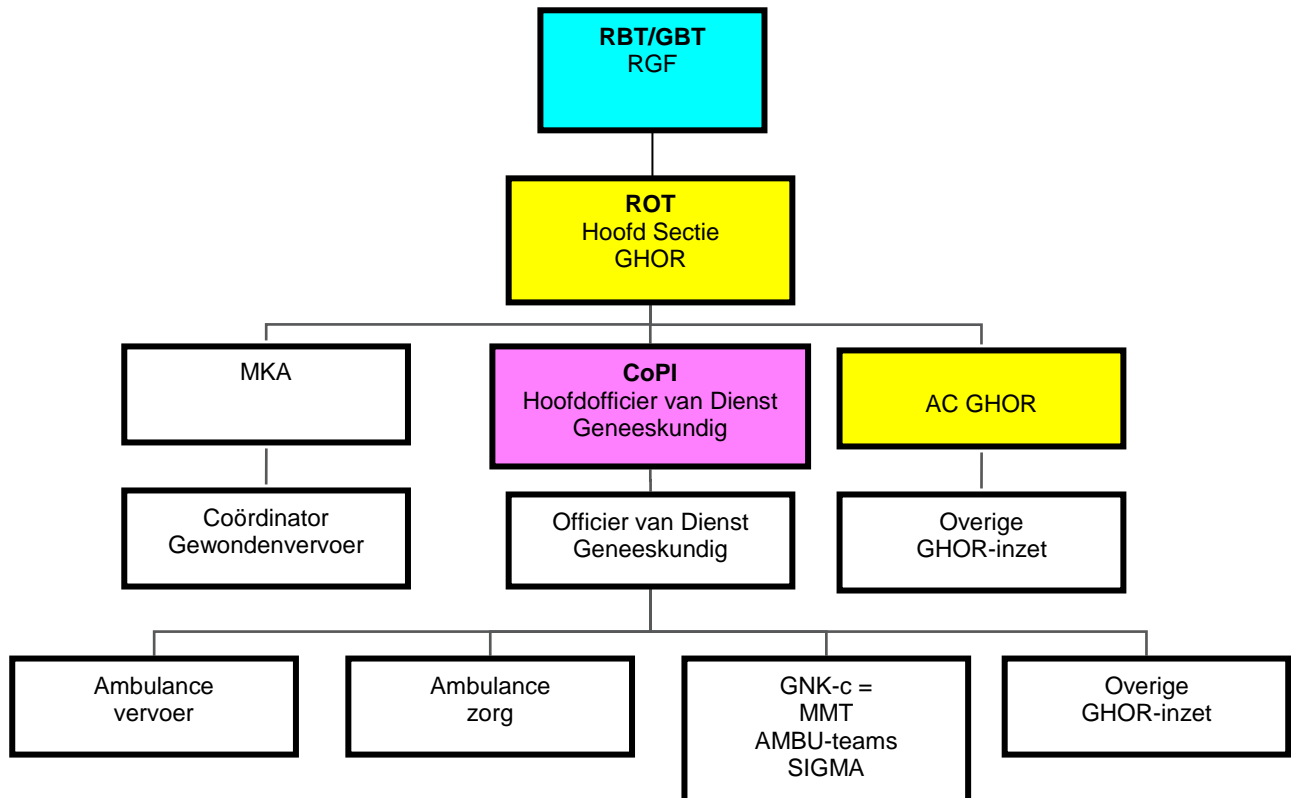 RBT/GBT
RGF
ROT
Hoofd Sectie
GHOR
MKA
CoPI
Hoofdofficier van Dienst
Geneeskundig
AC GHOR
Coördinator
Gewondenvervoer
Officier van Dienst
Geneeskundig
Overige
GHOR-inzet
Ambulance
vervoer
Ambulance
zorg
GNK-c =
MMT
AMBU-teams
SIGMA
Overige
GHOR-inzet